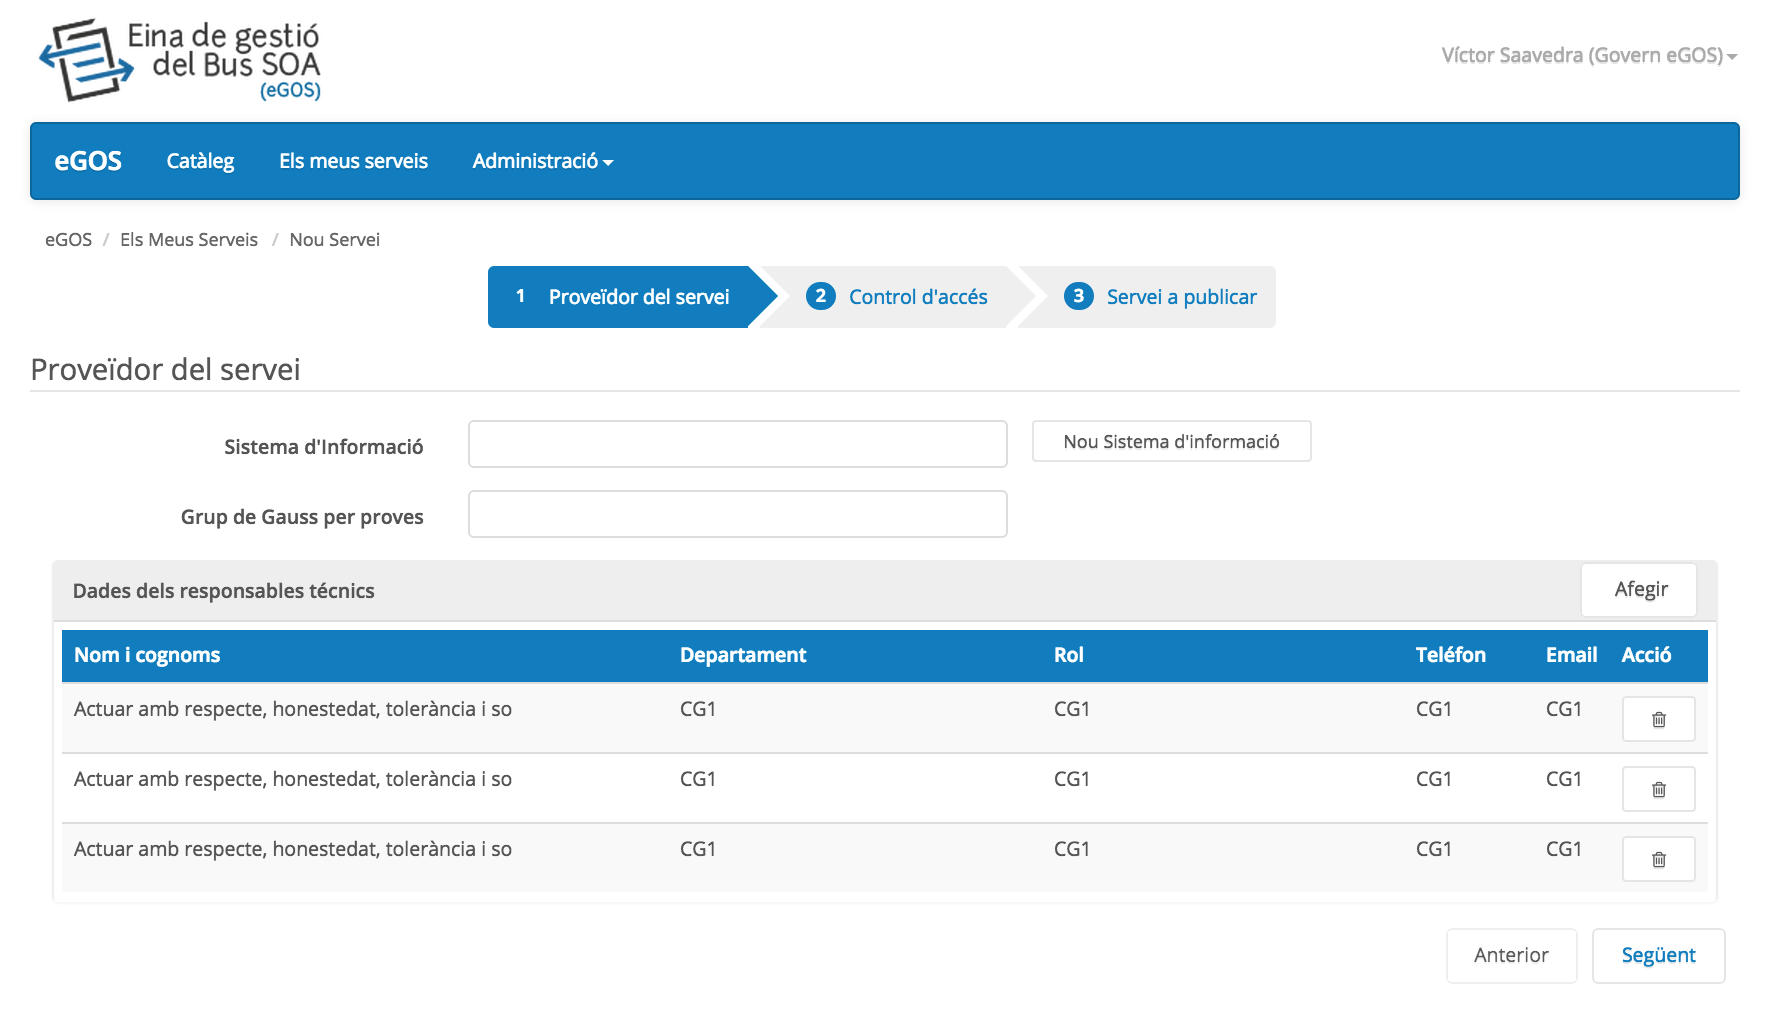 Eina de gestió
del Bus SOA
(eGOS)
Víctor Saavedra (Govern eGOS)
eGOS Catàleg Els meus serveis Administració
eGOS / Els Meus Serveis / Nou Servei
1 Proveïdor del servei 2 Control d'accés 3 Servei a publicar
Proveïdor del servei
Sistema d'Informació Nou Sistema d'informació
Grup de Gauss per proves
Dades dels responsables técnics Afegir
Nom i cognoms Departament Rol Teléfon Email Acció
Actuar amb respecte, honestedat, tolerància i so CG1 CG1 CG1 CG1
Actuar amb respecte, honestedat, tolerància i so CG1 CG1 CG1 CG1
Actuar amb respecte, honestedat, tolerància i so CG1 CG1 CG1 CG1
Anterior Següent